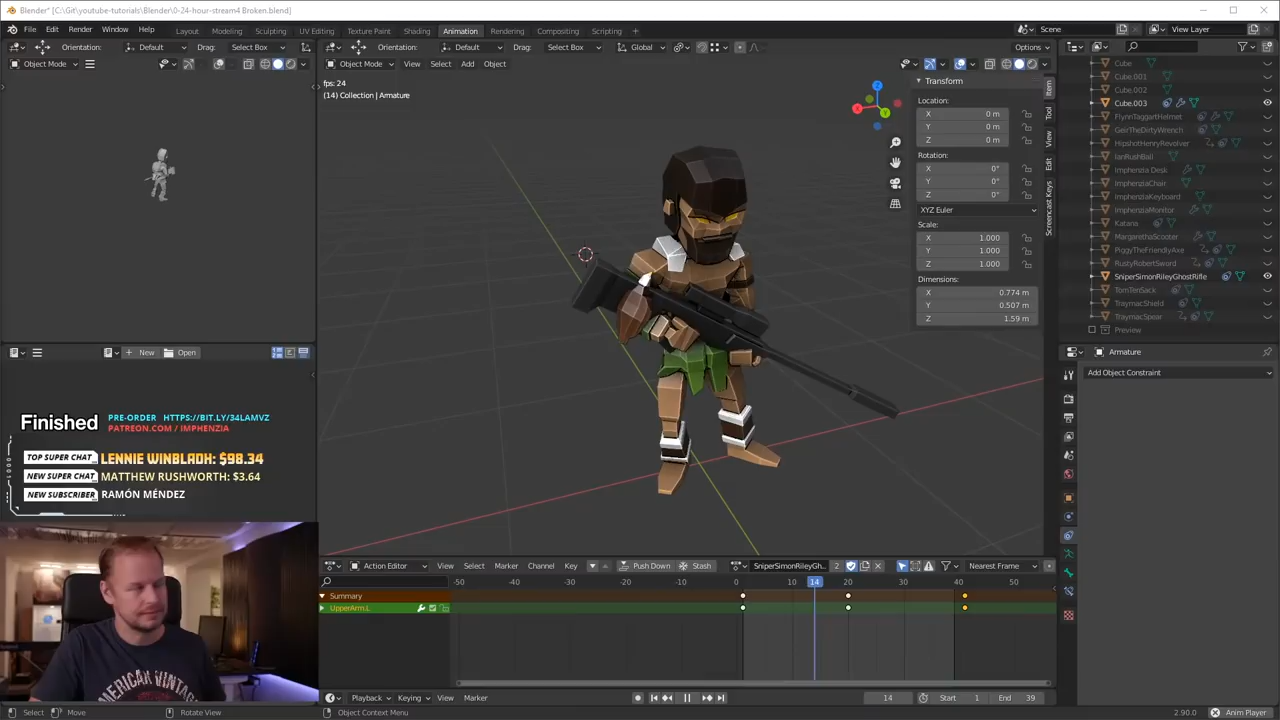 Blender* [C:\Git\youtube-tutorials\Blender\0-24-hour-stream4 Broken.blend]
File Edit Render Window Help
Layout Modeling Sculpting UV Editing Texture Paint Shading Animation Rendering Compositing Scripting
Scene
View Layer
Orientation: Default Drag: Select Box
Object Mode
Orientation: Default Drag: Select Box
Global
Options
Object Mode View Select Add Object
fps: 24
(14) Collection | Armature
Transform
Location:
X 0 m
Y 0 m
Z 0 m
Rotation:
X 0°
Y 0°
Z 0°
XYZ Euler
Scale:
X 1.000
Y 1.000
Z 1.000
Dimensions:
X 0.774 m
Y 0.507 m
Z 1.59 m
Item
Tool
View
Edit
Screencast Keys
Cube
Cube.001
Cube.002
Cube.003
FlynnTaggartHelmet
GeirTheDirtyWrench
HipshotHenryRevolver
IanRushBall
Imphenzia Desk
ImphenziaChair
ImphenziaKeyboard
ImphenziaMonitor
Katana
MargarethaScooter
PiggyTheFriendlyAxe
RustyRobertSword
SniperSimonRileyGhostRifle
TomTenSack
TraymacShield
TraymacSpear
Preview
Armature
Add Object Constraint
New Open
Finished
PRE-ORDER HTTPS://BIT.LY/34LAMVZ
PATREON.COM / IMPHENZIA
TOP SUPER CHAT LENNIE WINBLADH: $98.34
NEW SUPER CHAT MATTHEW RUSHWORTH: $3.64
NEW SUBSCRIBER RAMÓN MÉNDEZ
Action Editor View Select Marker Channel Key Push Down Stash SniperSimonRileyGh... 2 Nearest Frame
-50 -40 -30 -20 -10 0 10 14 20 30 40 50
Summary
UpperArm.L
Playback Keying View Marker 14 Start 1 End 39
Select Move Rotate View Object Context Menu 2.90.0 Anim Player